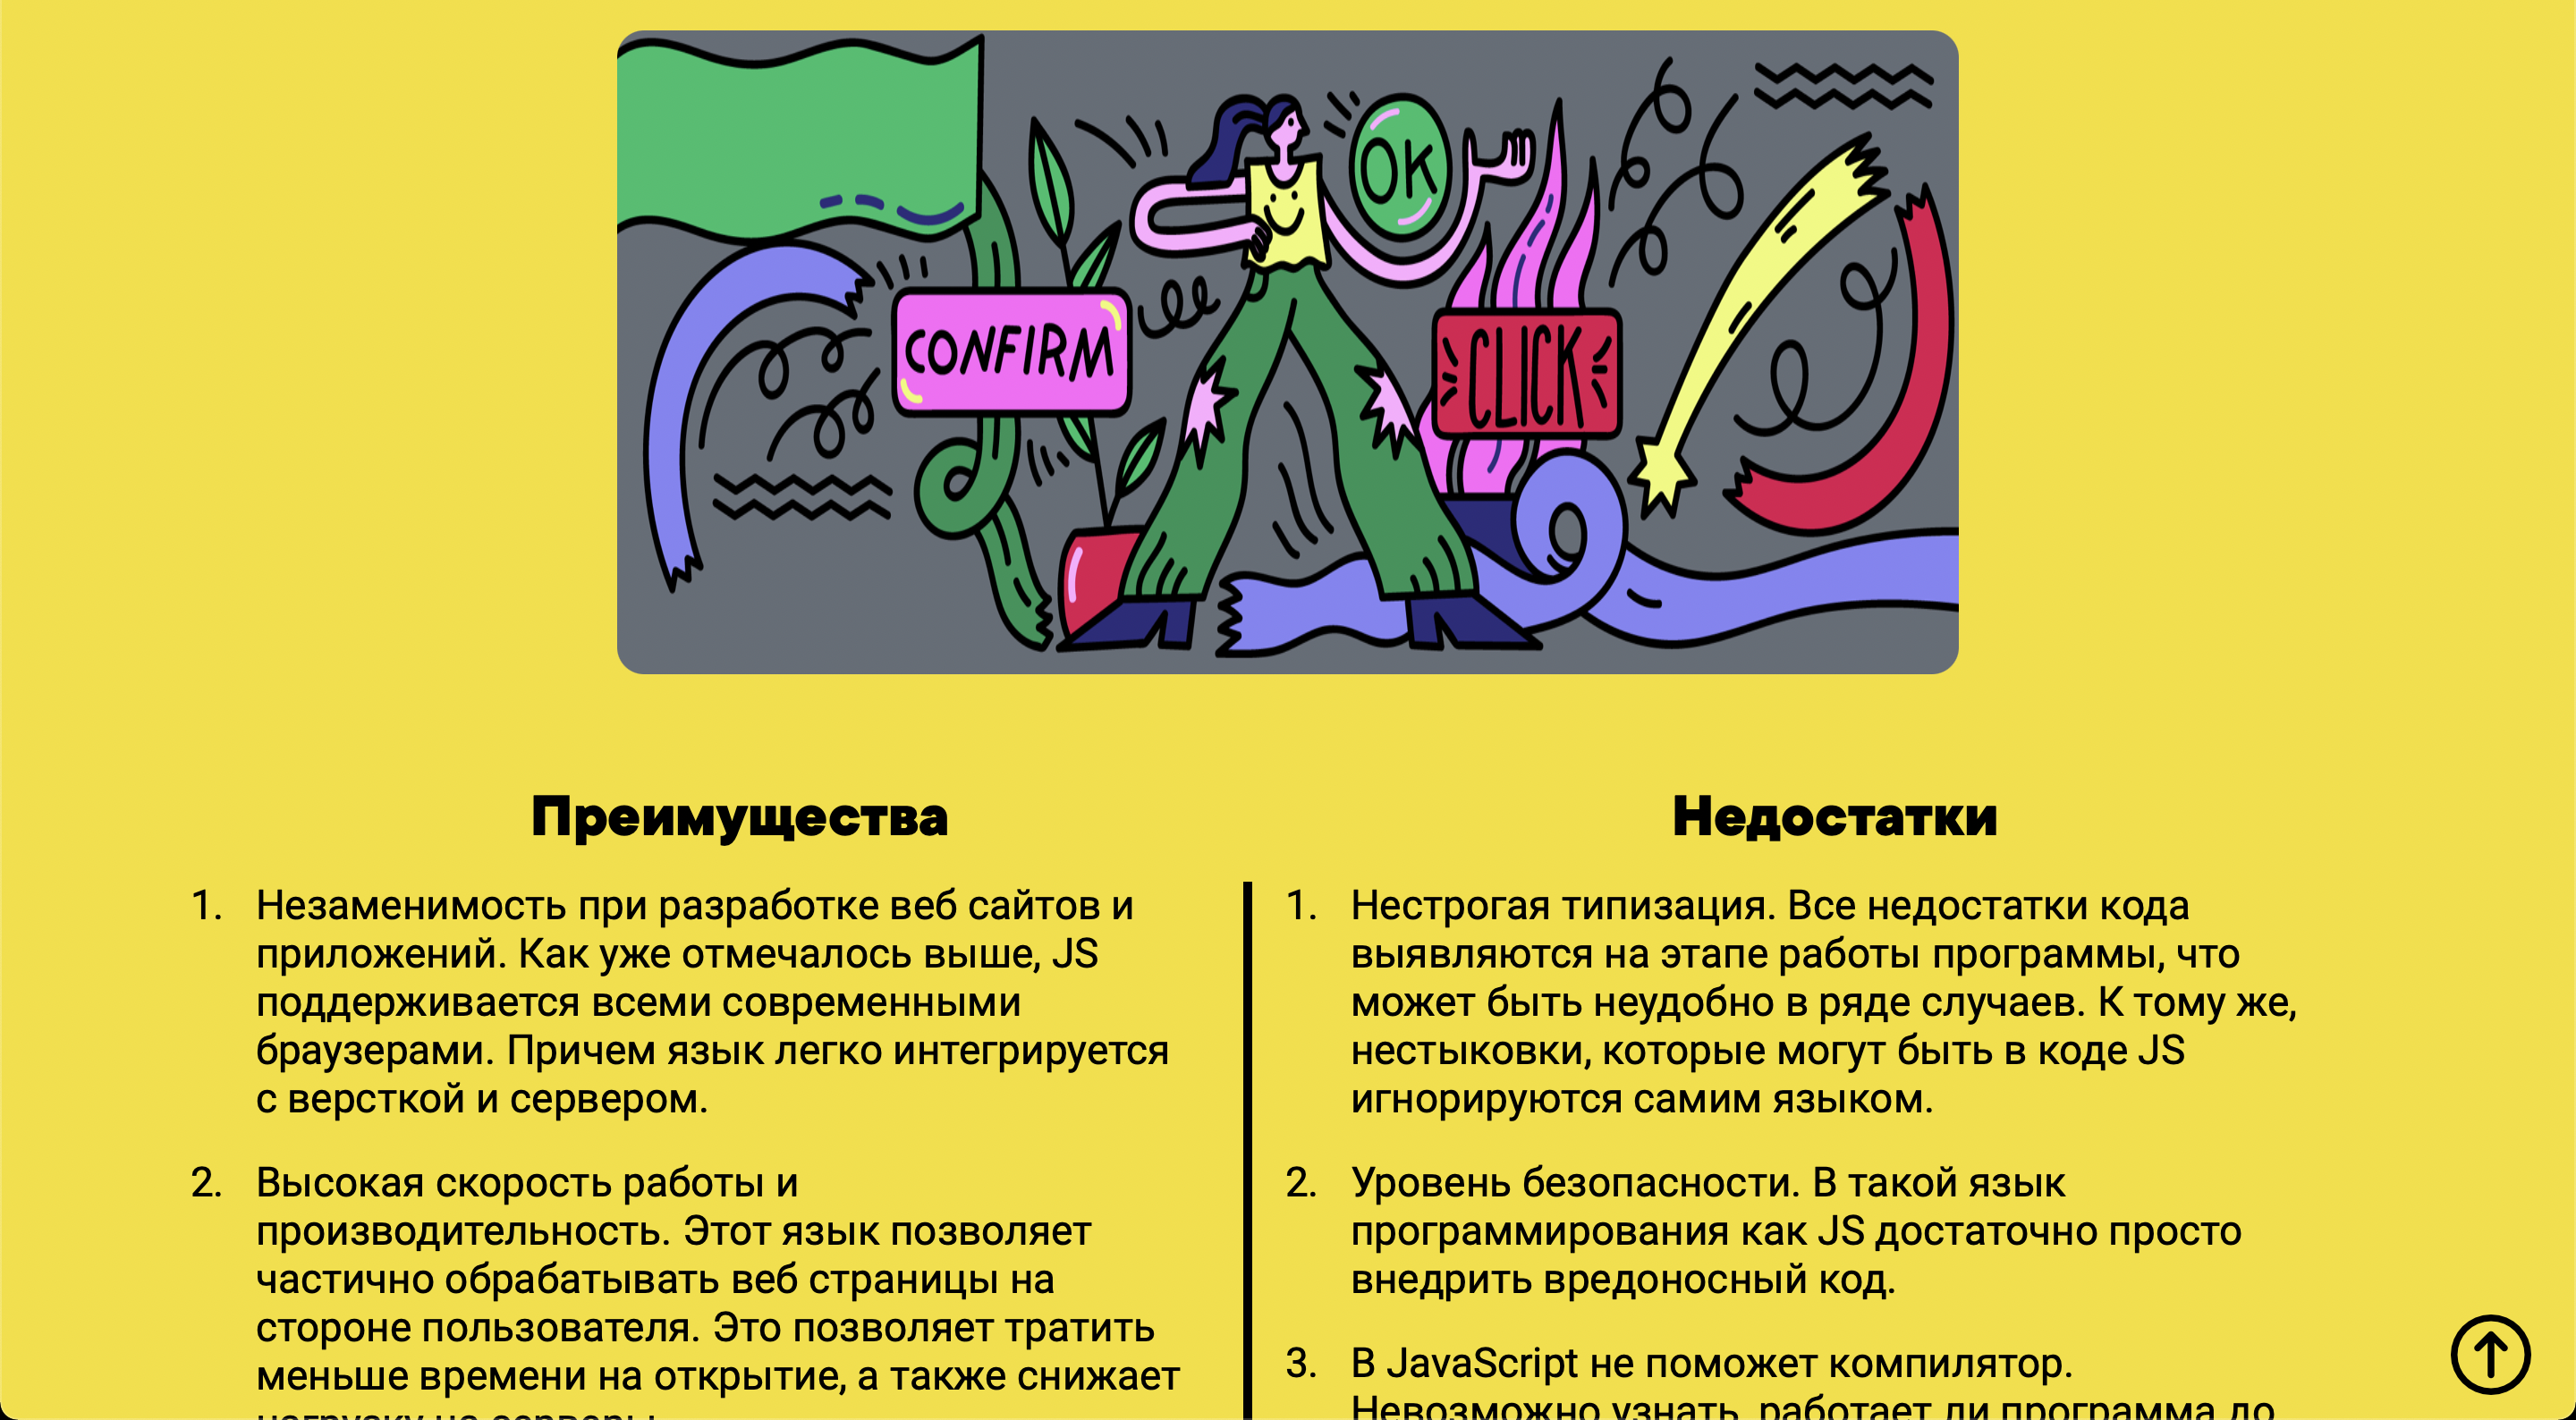 OK
CONFIRM
CLICK
Преимущества
1. Незаменимость при разработке веб сайтов и
приложений. Как уже отмечалось выше, JS
поддерживается всеми современными
браузерами. Причем язык легко интегрируется
с версткой и сервером.
2. Высокая скорость работы и
производительность. Этот язык позволяет
частично обрабатывать веб страницы на
стороне пользователя. Это позволяет тратить
меньше времени на открытие, а также снижает
Недостатки
1. Нестрогая типизация. Все недостатки кода
выявляются на этапе работы программы, что
может быть неудобно в ряде случаев. К тому же,
нестыковки, которые могут быть в коде JS
игнорируются самим языком.
2. Уровень безопасности. В такой язык
программирования как JS достаточно просто
внедрить вредоносный код.
3. В JavaScript не поможет компилятор.
Невозможно узнать, работает ли программа до